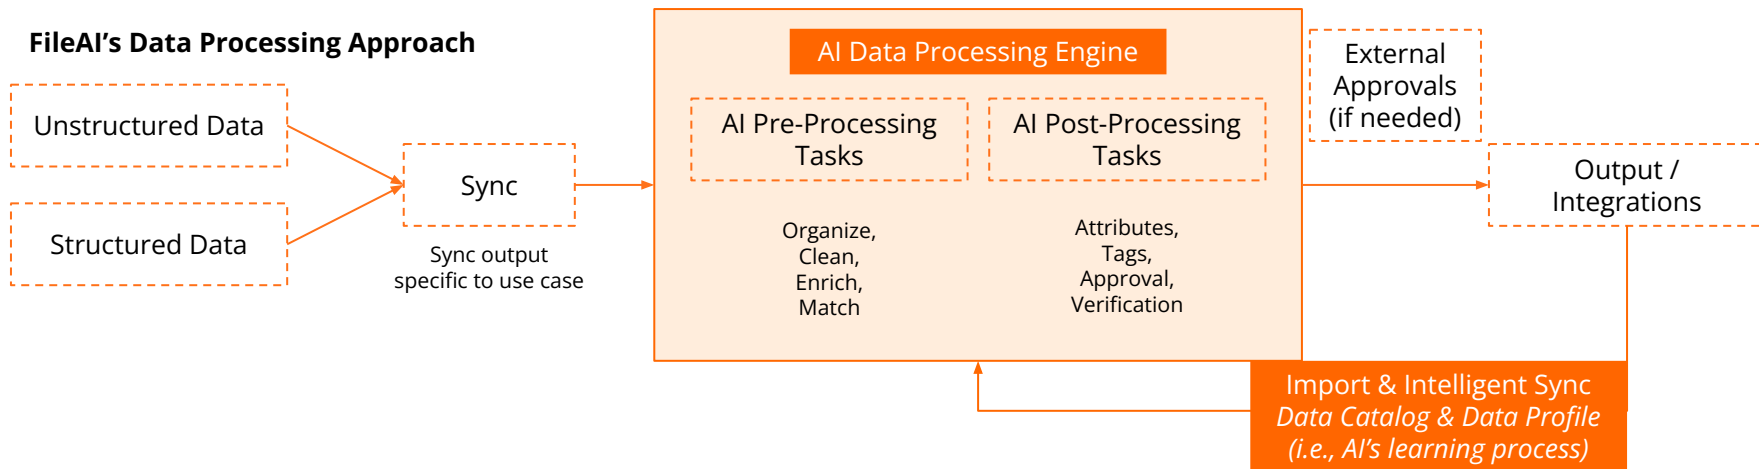 FileAI’s Data Processing Approach
Unstructured Data
Structured Data
Sync
Sync output
specific to use case
AI Data Processing Engine
AI Pre-Processing
Tasks
Organize,
Clean,
Enrich,
Match
AI Post-Processing
Tasks
Attributes,
Tags,
Approval,
Verification
External
Approvals
(if needed)
Output /
Integrations
Import & Intelligent Sync
Data Catalog & Data Profile
(i.e., AI’s learning process)